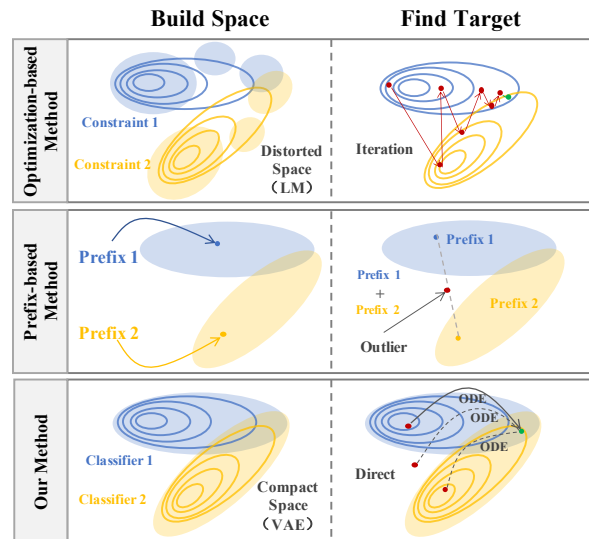 Build Space
Find Target
Optimization-based
Method
Constraint 1
Constraint 2
Distorted
Space
（LM）
Iteration
Prefix-based
Method
Prefix 1
Prefix 2
Prefix 1
Prefix 1
+
Prefix 2
Prefix 2
Outlier
Our Method
Classifier 1
Classifier 2
Compact
Space
（VAE）
ODE
ODE
ODE
Direct